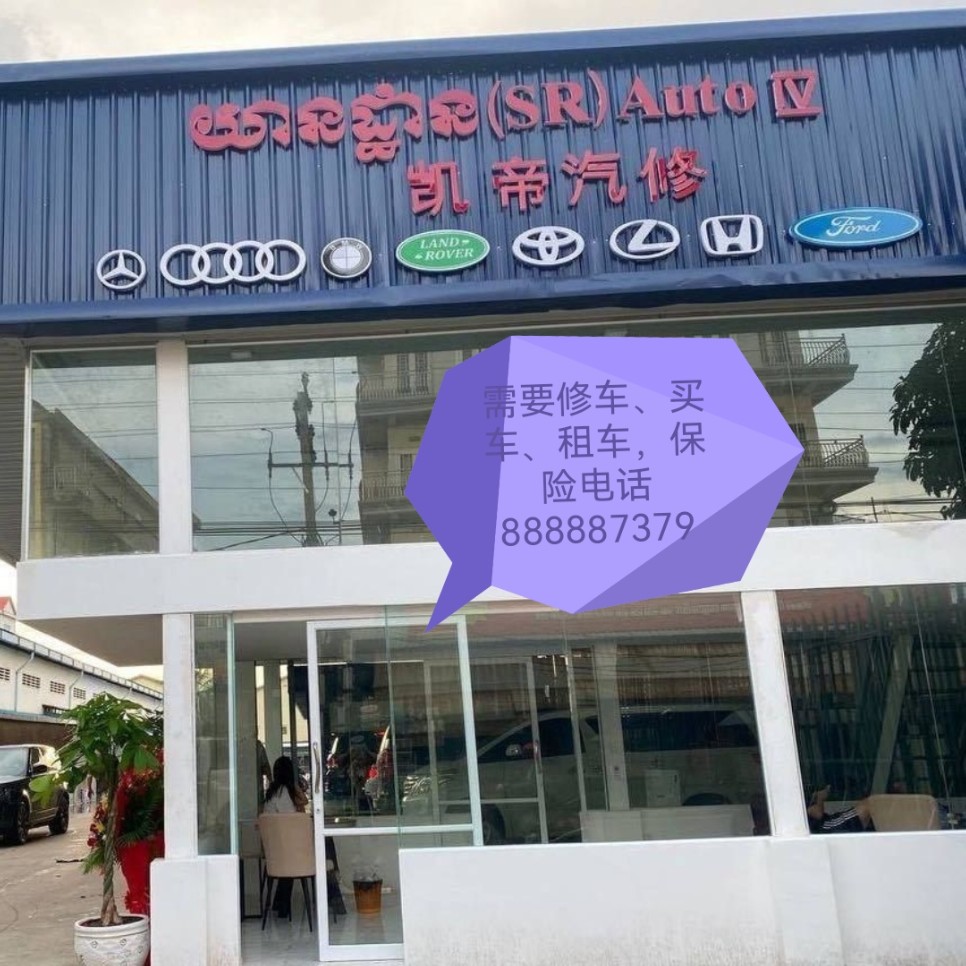 យានដ្ឋាន (SR) Auto IV
凯帝汽修
BMW
LAND ROVER
Ford
需要修车、买
车、租车，保
险电话
888887379